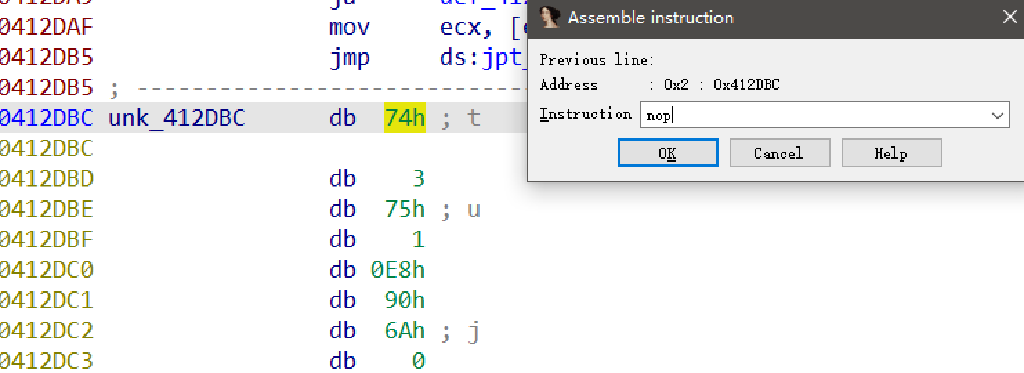 0412DAF mov ecx, [
0412DB5 jmp ds:jpt_
0412DB5 ; ----------------------------
0412DBC unk_412DBC db 74h ; t
0412DBC
0412DBD db 3
0412DBE db 75h ; u
0412DBF db 1
0412DC0 db 0E8h
0412DC1 db 90h
0412DC2 db 6Ah ; j
0412DC3 db 0
Assemble instruction
Previous line:
Address : 0x2 : 0x412DBC
Instruction nop
OK Cancel Help